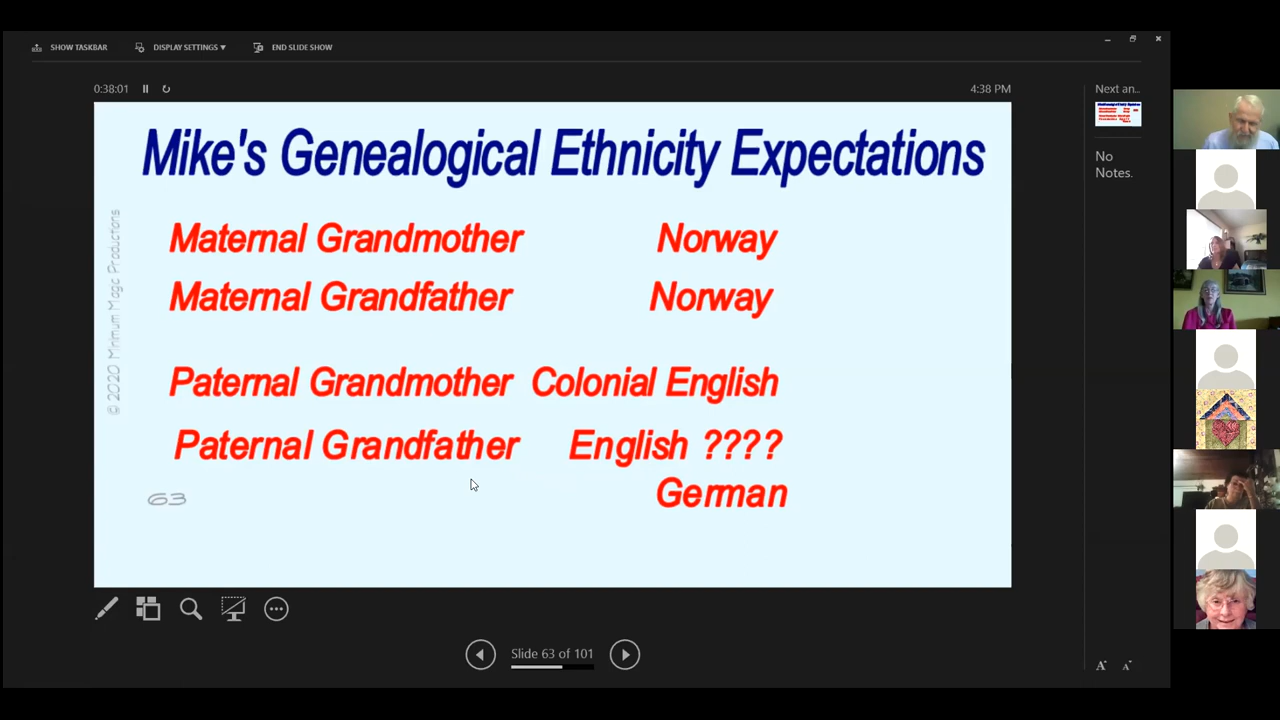 SHOW TASKBAR DISPLAY SETTINGS ▼ END SLIDE SHOW
0:38:01 4:38 PM
Mike's Genealogical Ethnicity Expectations
Maternal Grandmother Norway
Maternal Grandfather Norway
Paternal Grandmother Colonial English
Paternal Grandfather English ????
German
63
© 2020 Minimum Magic Productions
Slide 63 of 101
Next an..
No
Notes.
A A